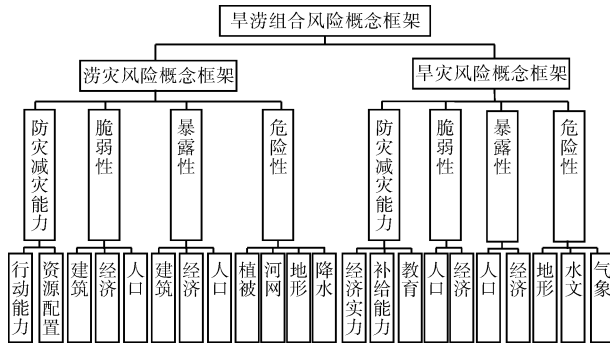 旱涝组合风险概念框架
涝灾风险概念框架
旱灾风险概念框架
防灾减灾能力
脆弱性
暴露性
危险性
防灾减灾能力
脆弱性
暴露性
危险性
行动能力
资源配置
建筑
经济
人口
建筑
经济
人口
植被
河网
地形
降水
经济实力
补给能力
教育
人口
经济
人口
经济
地形
水文
气象